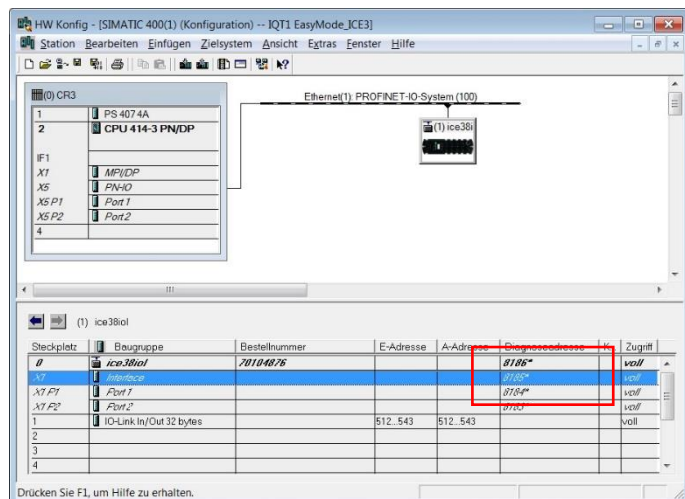 HW Konfig - [SIMATIC 400(1) (Konfiguration) -- IQT1 EasyMode_ICE3]
Station Bearbeiten Einfügen Zielsystem Ansicht Extras Fenster Hilfe
(0) CR3
1 PS 407 4A
2 CPU 414-3 PN/DP
IF1
X1 MPI/DP
X5 PN-IO
X5 P1 Port 1
X5 P2 Port 2
4
Ethernet(1): PROFINET-IO-System (100)
(1) ice38i
(1) ice38iol
Steckplatz Baugruppe Bestellnummer E-Adresse A-Adresse Diagnoseadresse K... Zugriff
0 ice38iol 70104876 8186* voll
X1 Interface 8185* voll
X1 P1 Port 1 8184* voll
X1 P2 Port 2 8183* voll
1 IO-Link In/Out 32 bytes 512...543 512...543 voll
2
3
4
Drücken Sie F1, um Hilfe zu erhalten.